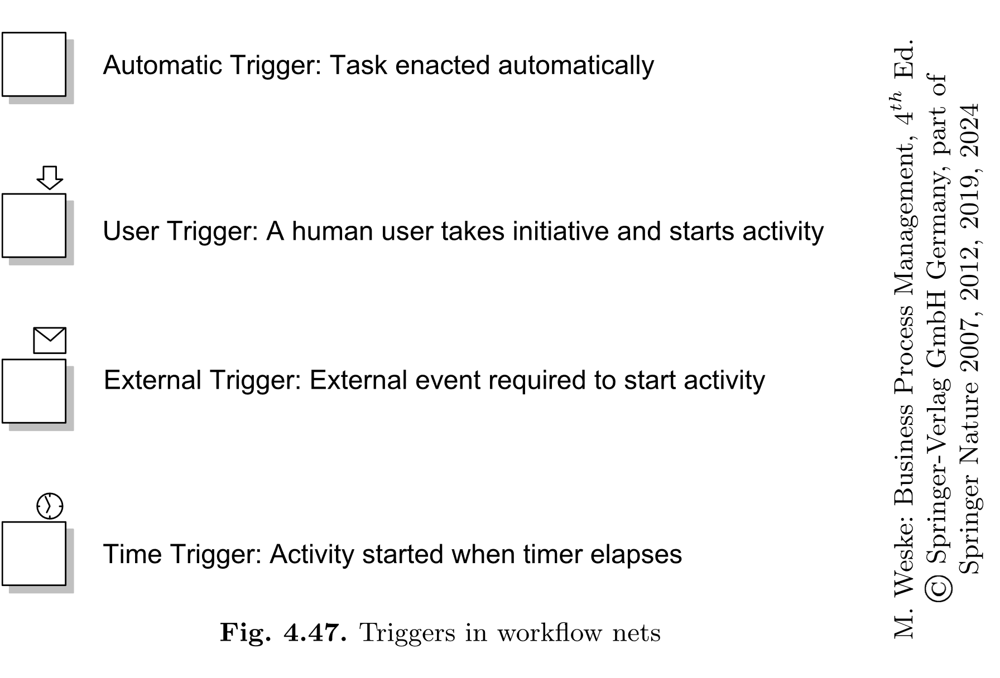 Automatic Trigger: Task enacted automatically
User Trigger: A human user takes initiative and starts activity
External Trigger: External event required to start activity
Time Trigger: Activity started when timer elapses
Fig. 4.47. Triggers in workflow nets
M. Weske: Business Process Management, 4th Ed.
© Springer-Verlag GmbH Germany, part of
Springer Nature 2007, 2012, 2019, 2024